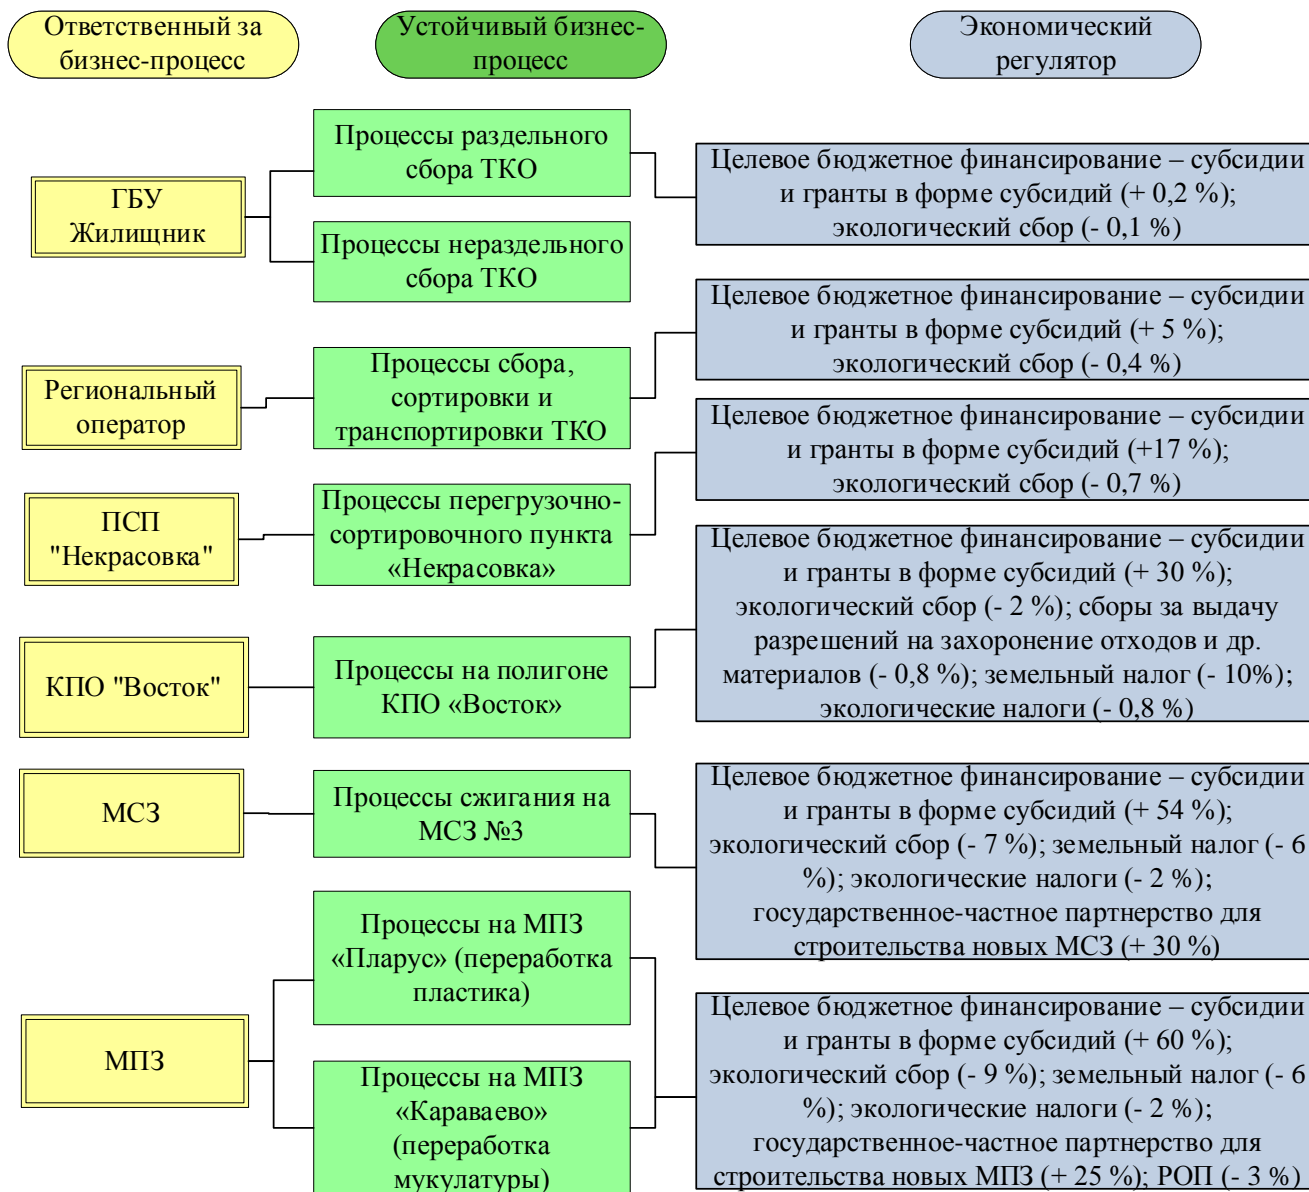 Ответственный за
бизнес-процесс
Устойчивый бизнес-
процесс
Экономический
регулятор
ГБУ
Жилищник
Процессы раздельного
сбора ТКО
Процессы нераздельного
сбора ТКО
Целевое бюджетное финансирование – субсидии
и гранты в форме субсидий (+ 0,2 %);
экологический сбор (- 0,1 %)
Региональный
оператор
Процессы сбора,
сортировки и
транспортировки ТКО
Целевое бюджетное финансирование – субсидии
и гранты в форме субсидий (+ 5 %);
экологический сбор (- 0,4 %)
ПСП
"Некрасовка"
Процессы перегрузочно-
сортировочного пункта
«Некрасовка»
Целевое бюджетное финансирование – субсидии
и гранты в форме субсидий (+17 %);
экологический сбор (- 0,7 %)
КПО "Восток"
Процессы на полигоне
КПО «Восток»
Целевое бюджетное финансирование – субсидии
и гранты в форме субсидий (+ 30 %);
экологический сбор (- 2 %); сборы за выдачу
разрешений на захоронение отходов и др.
материалов (- 0,8 %); земельный налог (- 10%);
экологические налоги (- 0,8 %)
МСЗ
Процессы сжигания на
МСЗ №3
Целевое бюджетное финансирование – субсидии
и гранты в форме субсидий (+ 54 %);
экологический сбор (- 7 %); земельный налог (- 6
%); экологические налоги (- 2 %);
государственное-частное партнерство для
строительства новых МСЗ (+ 30 %)
МПЗ
Процессы на МПЗ
«Пларус» (переработка
пластика)
Процессы на МПЗ
«Караваево»
(переработка
мукулатуры)
Целевое бюджетное финансирование – субсидии
и гранты в форме субсидий (+ 60 %);
экологический сбор (- 9 %); земельный налог (- 6
%); экологические налоги (- 2 %);
государственное-частное партнерство для
строительства новых МПЗ (+ 25 %); РОП (- 3 %)